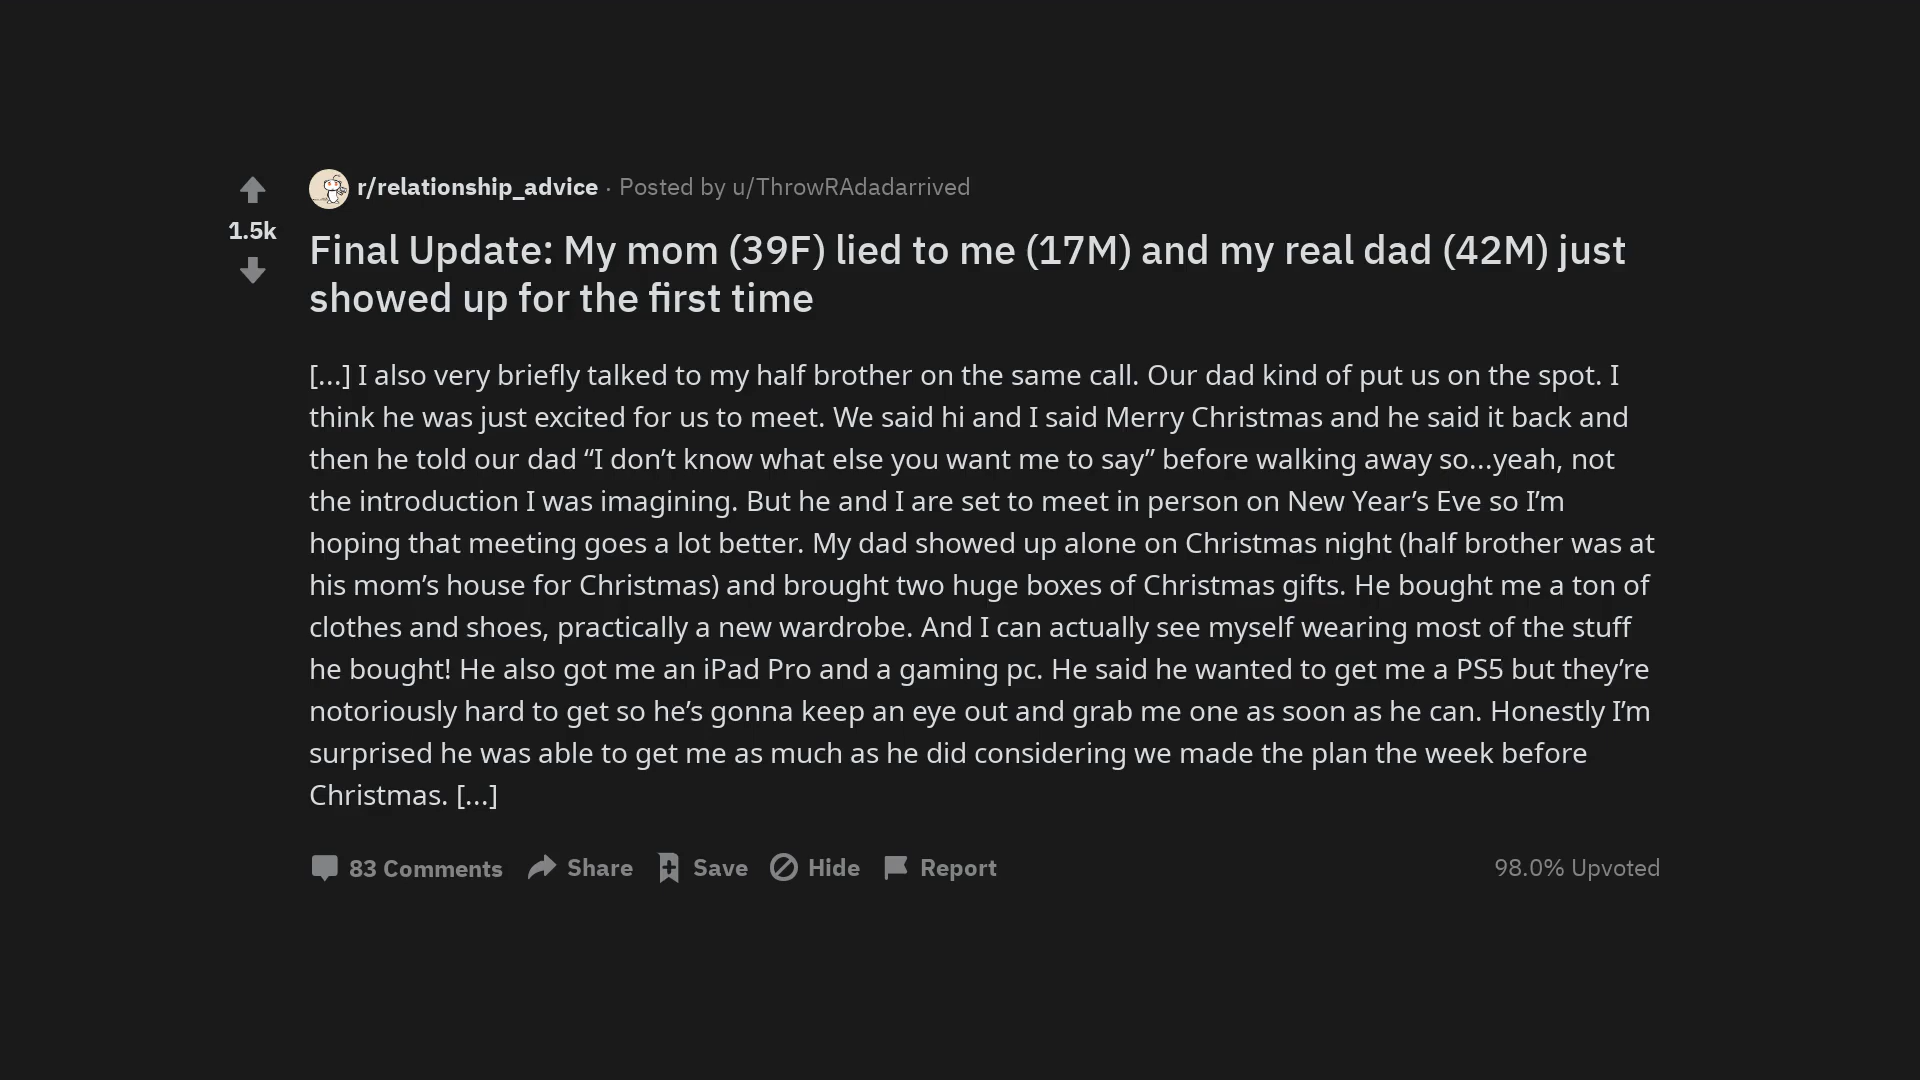 r/relationship_advice · Posted by u/ThrowRAdadarrived
1.5k
Final Update: My mom (39F) lied to me (17M) and my real dad (42M) just
showed up for the first time
[...] I also very briefly talked to my half brother on the same call. Our dad kind of put us on the spot. I
think he was just excited for us to meet. We said hi and I said Merry Christmas and he said it back and
then he told our dad “I don’t know what else you want me to say” before walking away so...yeah, not
the introduction I was imagining. But he and I are set to meet in person on New Year’s Eve so I’m
hoping that meeting goes a lot better. My dad showed up alone on Christmas night (half brother was at
his mom’s house for Christmas) and brought two huge boxes of Christmas gifts. He bought me a ton of
clothes and shoes, practically a new wardrobe. And I can actually see myself wearing most of the stuff
he bought! He also got me an iPad Pro and a gaming pc. He said he wanted to get me a PS5 but they’re
notoriously hard to get so he’s gonna keep an eye out and grab me one as soon as he can. Honestly I’m
surprised he was able to get me as much as he did considering we made the plan the week before
Christmas. [...]
83 Comments Share Save Hide Report 98.0% Upvoted